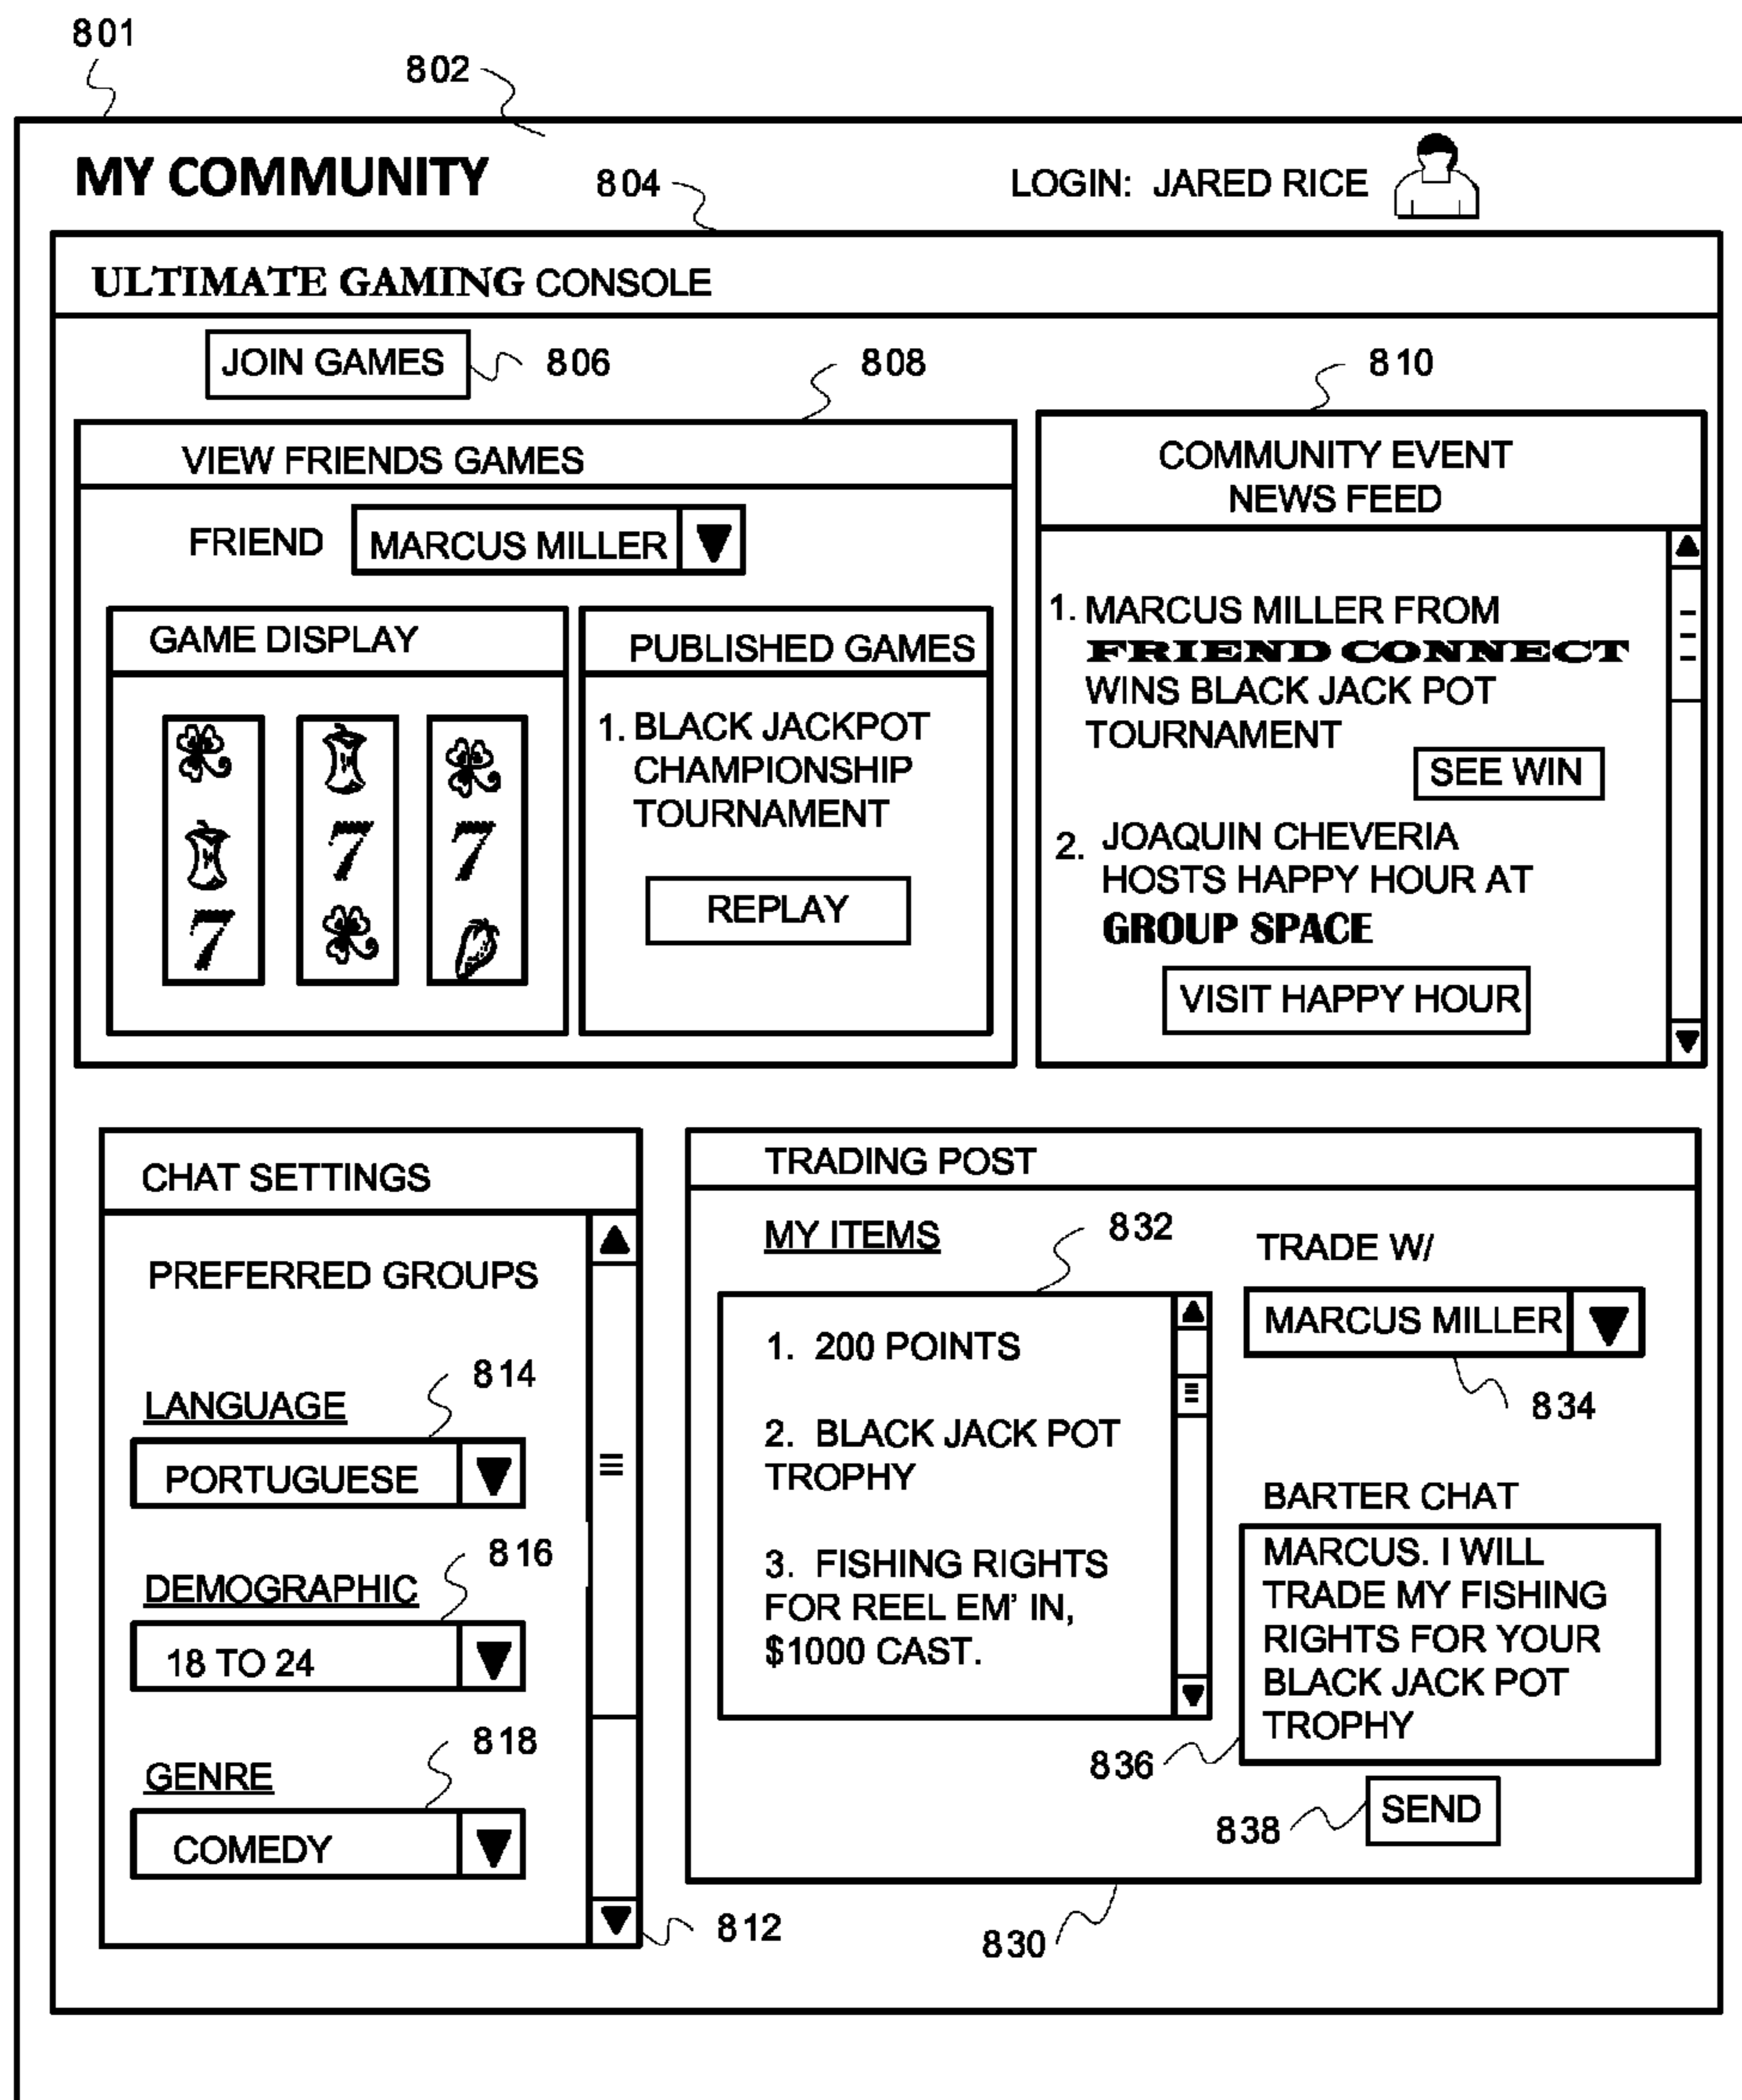 801
802
MY COMMUNITY
804
LOGIN: JARED RICE
ULTIMATE GAMING CONSOLE
JOIN GAMES
806
808
810
VIEW FRIENDS GAMES
FRIEND
MARCUS MILLER
GAME DISPLAY
7
7
7
PUBLISHED GAMES
1. BLACK JACKPOT
CHAMPIONSHIP
TOURNAMENT
REPLAY
COMMUNITY EVENT
NEWS FEED
1. MARCUS MILLER FROM
FRIEND CONNECT
WINS BLACK JACK POT
TOURNAMENT
SEE WIN
2. JOAQUIN CHEVERIA
HOSTS HAPPY HOUR AT
GROUP SPACE
VISIT HAPPY HOUR
CHAT SETTINGS
PREFERRED GROUPS
814
LANGUAGE
PORTUGUESE
816
DEMOGRAPHIC
18 TO 24
818
GENRE
COMEDY
812
TRADING POST
MY ITEMS
832
1. 200 POINTS
2. BLACK JACK POT
TROPHY
3. FISHING RIGHTS
FOR REEL EM' IN,
$1000 CAST.
TRADE W/
MARCUS MILLER
834
BARTER CHAT
MARCUS. I WILL
TRADE MY FISHING
RIGHTS FOR YOUR
BLACK JACK POT
TROPHY
836
SEND
838
830